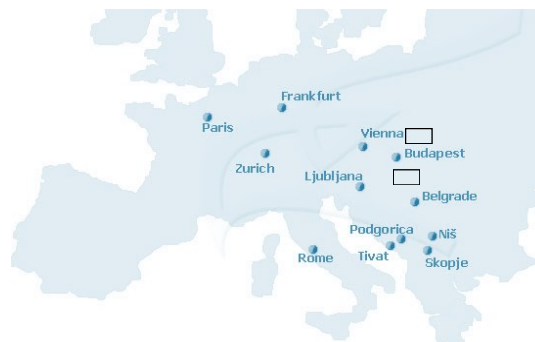 Frankfurt
Paris
Vienna
Budapest
Zurich
Ljubljana
Belgrade
Podgorica
Niš
Tivat
Rome
Skopje